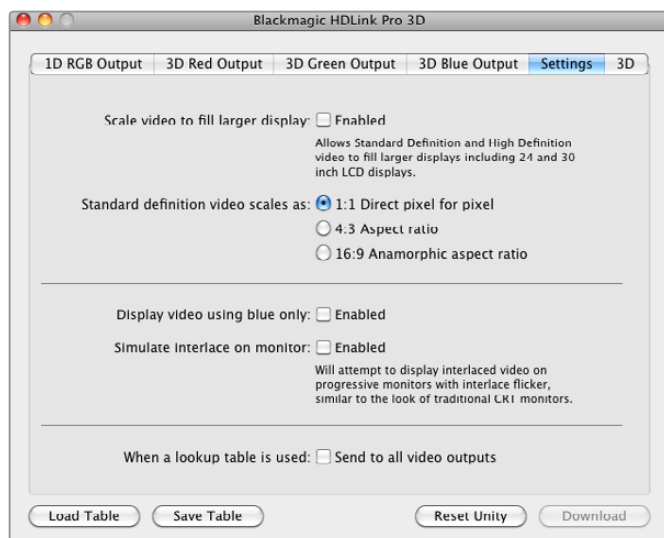 Blackmagic HDLink Pro 3D
1D RGB Output 3D Red Output 3D Green Output 3D Blue Output Settings 3D
Scale video to fill larger display: Enabled
Allows Standard Definition and High Definition
video to fill larger displays including 24 and 30
inch LCD displays.
Standard definition video scales as: 1:1 Direct pixel for pixel
4:3 Aspect ratio
16:9 Anamorphic aspect ratio
Display video using blue only: Enabled
Simulate interlace on monitor: Enabled
Will attempt to display interlaced video on
progressive monitors with interlace flicker,
similar to the look of traditional CRT monitors.
When a lookup table is used: Send to all video outputs
Load Table Save Table Reset Unity Download